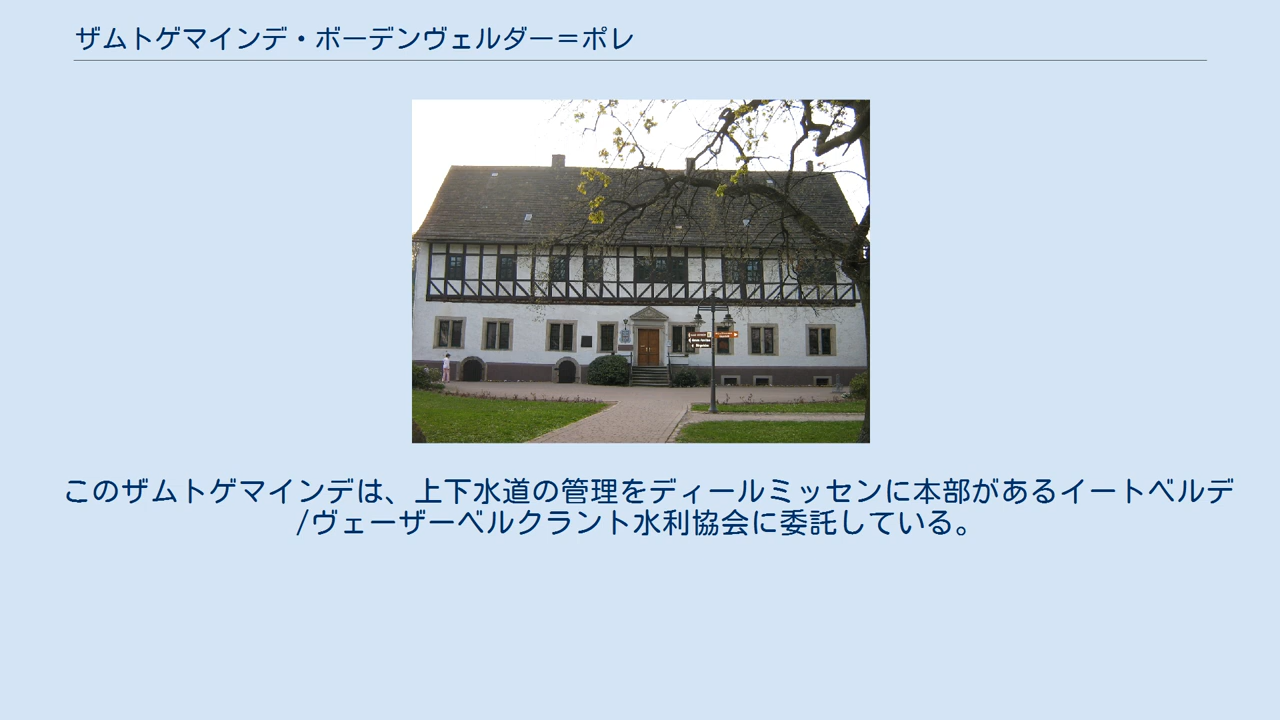 ザムトゲマインデ・ボーデンヴェルダー＝ポレ
このザムトゲマインデは、上下水道の管理をディールミッセンに本部があるイートベルデ
/ヴェーザーベルクラント水利協会に委託している。